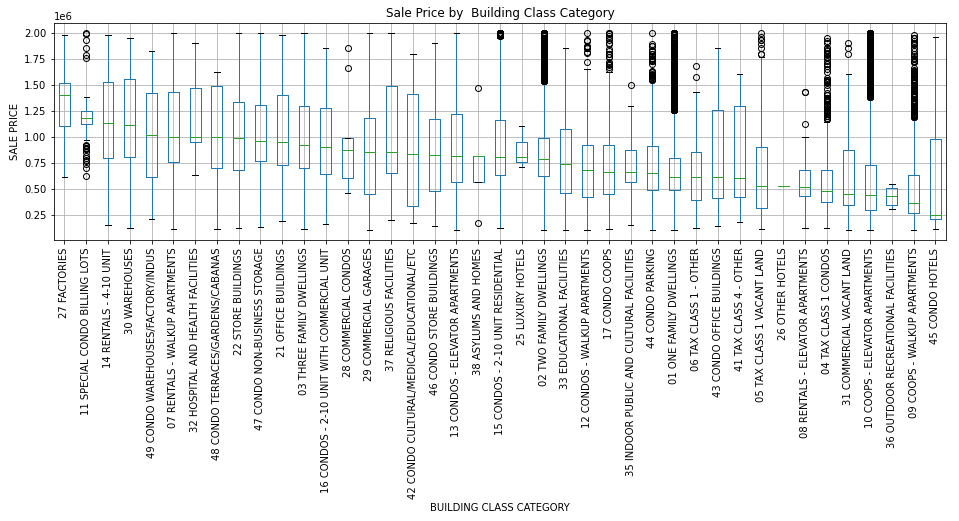 Sale Price by  Building Class Category
1e6
2.00
1.75
1.50
1.25
1.00
0.75
0.50
0.25
SALE PRICE
27 FACTORIES
11 SPECIAL CONDO BILLING LOTS
14 RENTALS - 4-10 UNIT
30 WAREHOUSES
49 CONDO WAREHOUSES/FACTORY/INDUS
07 RENTALS - WALKUP APARTMENTS
32 HOSPITAL AND HEALTH FACILITIES
48 CONDO TERRACES/GARDENS/CABANAS
22 STORE BUILDINGS
47 CONDO NON-BUSINESS STORAGE
21 OFFICE BUILDINGS
03 THREE FAMILY DWELLINGS
16 CONDOS - 2-10 UNIT WITH COMMERCIAL UNIT
28 COMMERCIAL CONDOS
29 COMMERCIAL GARAGES
37 RELIGIOUS FACILITIES
42 CONDO CULTURAL/MEDICAL/EDUCATIONAL/ETC
46 CONDO STORE BUILDINGS
13 CONDOS - ELEVATOR APARTMENTS
38 ASYLUMS AND HOMES
15 CONDOS - 2-10 UNIT RESIDENTIAL
25 LUXURY HOTELS
02 TWO FAMILY DWELLINGS
33 EDUCATIONAL FACILITIES
12 CONDOS - WALKUP APARTMENTS
17 CONDO COOPS
35 INDOOR PUBLIC AND CULTURAL FACILITIES
44 CONDO PARKING
01 ONE FAMILY DWELLINGS
06 TAX CLASS 1 - OTHER
43 CONDO OFFICE BUILDINGS
41 TAX CLASS 4 - OTHER
05 TAX CLASS 1 VACANT LAND
26 OTHER HOTELS
08 RENTALS - ELEVATOR APARTMENTS
04 TAX CLASS 1 CONDOS
31 COMMERCIAL VACANT LAND
10 COOPS - ELEVATOR APARTMENTS
36 OUTDOOR RECREATIONAL FACILITIES
09 COOPS - WALKUP APARTMENTS
45 CONDO HOTELS
BUILDING CLASS CATEGORY